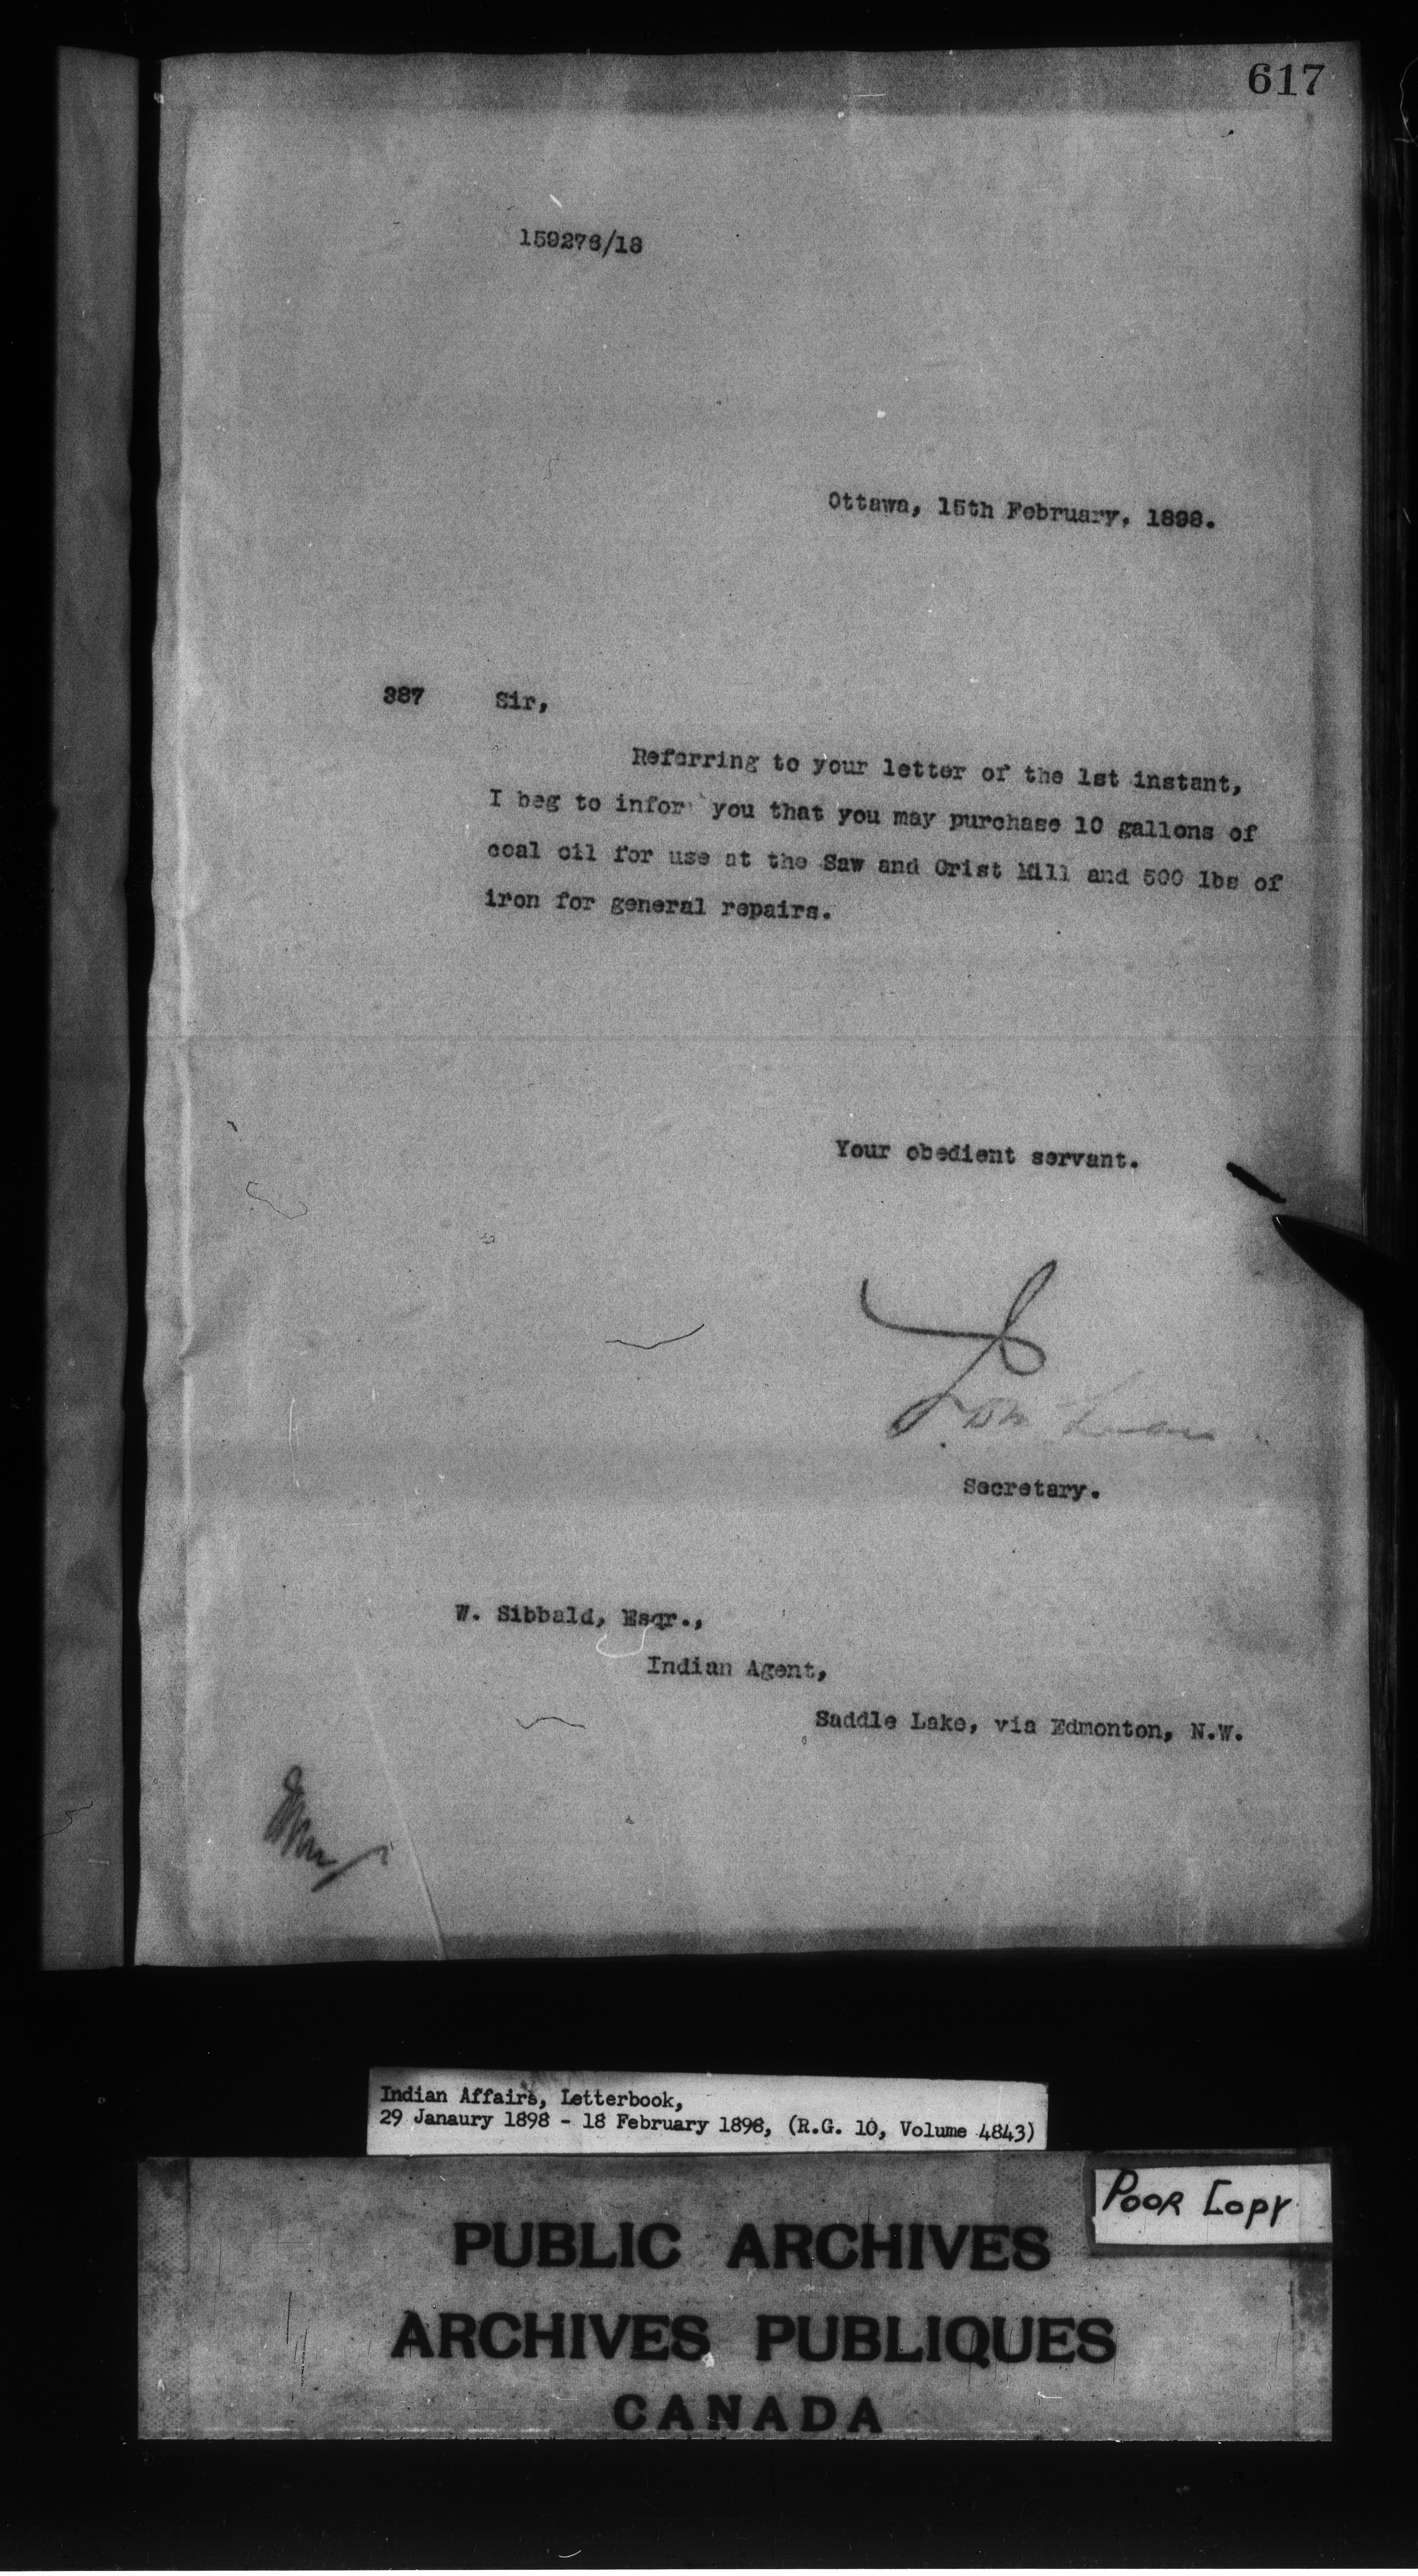 617
159276/18
Ottawa, 15th February, 1898.
387 Sir,
Referring to your letter of the 1st instant,
I beg to infor you that you may purchase 10 gallons of
coal oil for use at the Saw and Grist Mill and 500 lbs of
iron for general repairs.
Your obedient servant.
Secretary.
W. Sibbald, Esqr.,
Indian Agent,
Saddle Lake, via Edmonton, N.W.
Indian Affairs, Letterbook,
29 Janaury 1898 - 18 February 1898, (R.G. 10, Volume 4843)
POOR COPY
PUBLIC ARCHIVES
ARCHIVES PUBLIQUES
CANADA